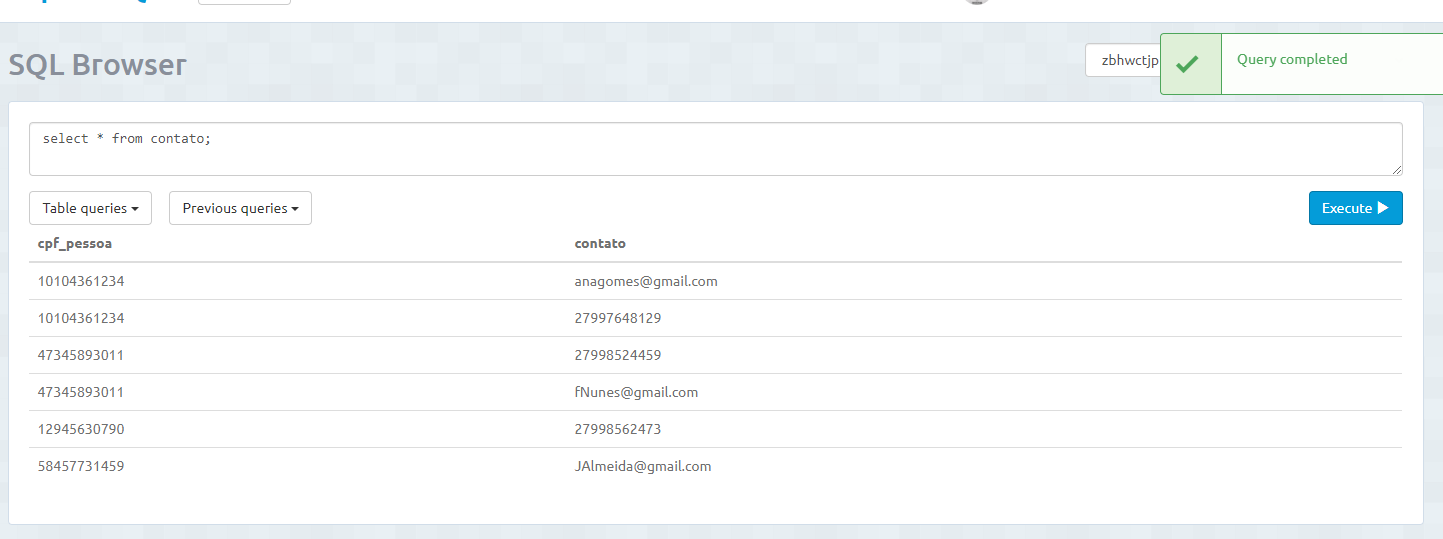 SQL Browser
zbhwctjp
Query completed
select * from contato;
Table queries
Previous queries
Execute
cpf_pessoa contato
10104361234 anagomes@gmail.com
10104361234 27997648129
47345893011 27998524459
47345893011 fNunes@gmail.com
12945630790 27998562473
58457731459 JAlmeida@gmail.com